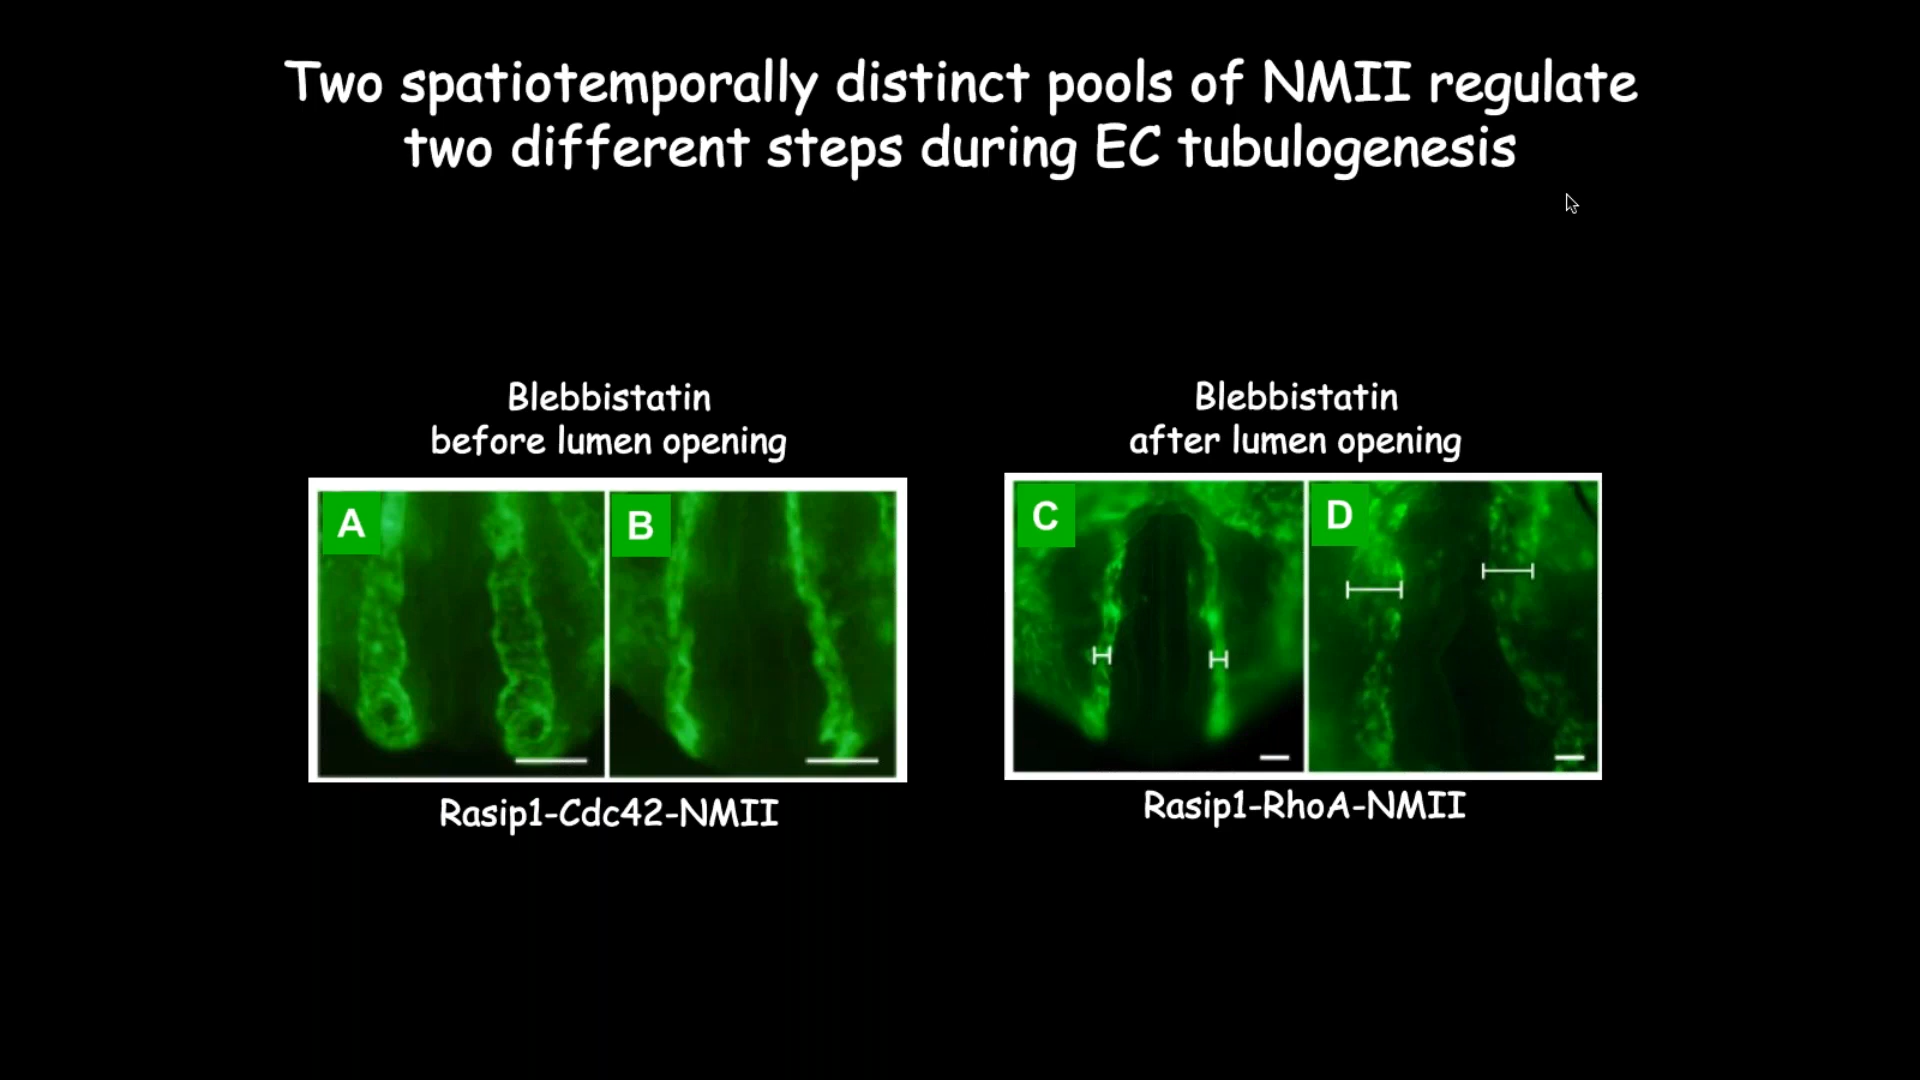 Two spatiotemporally distinct pools of NMII regulate
two different steps during EC tubulogenesis
Blebbistatin
before lumen opening
A
B
Rasip1-Cdc42-NMII
Blebbistatin
after lumen opening
C
D
Rasip1-RhoA-NMII